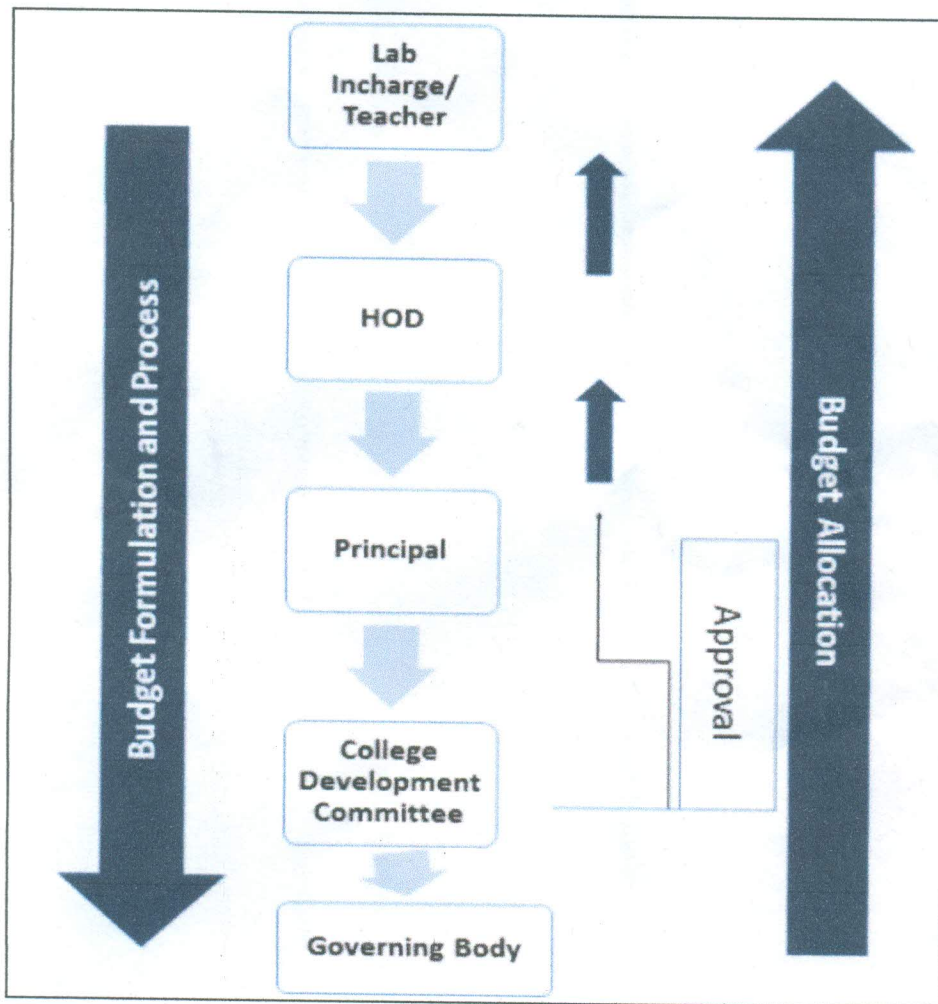 Lab
Incharge/
Teacher
HOD
Principal
College
Development
Committee
Governing Body
Budget Formulation and Process
Approval
Budget Allocation